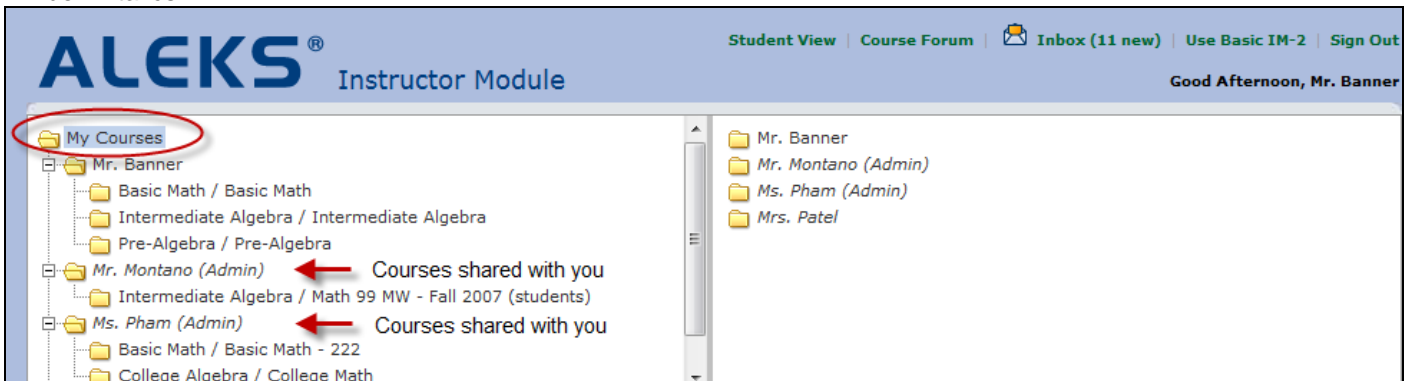 ALEKS®
Instructor Module
Student View | Course Forum | Inbox (11 new) | Use Basic IM-2 | Sign Out
Good Afternoon, Mr. Banner
My Courses
Mr. Banner
Basic Math / Basic Math
Intermediate Algebra / Intermediate Algebra
Pre-Algebra / Pre-Algebra
Mr. Montano (Admin) Courses shared with you
Intermediate Algebra / Math 99 MW - Fall 2007 (students)
Ms. Pham (Admin) Courses shared with you
Basic Math / Basic Math - 222
College Algebra / College Math
Mr. Banner
Mr. Montano (Admin)
Ms. Pham (Admin)
Mrs. Patel